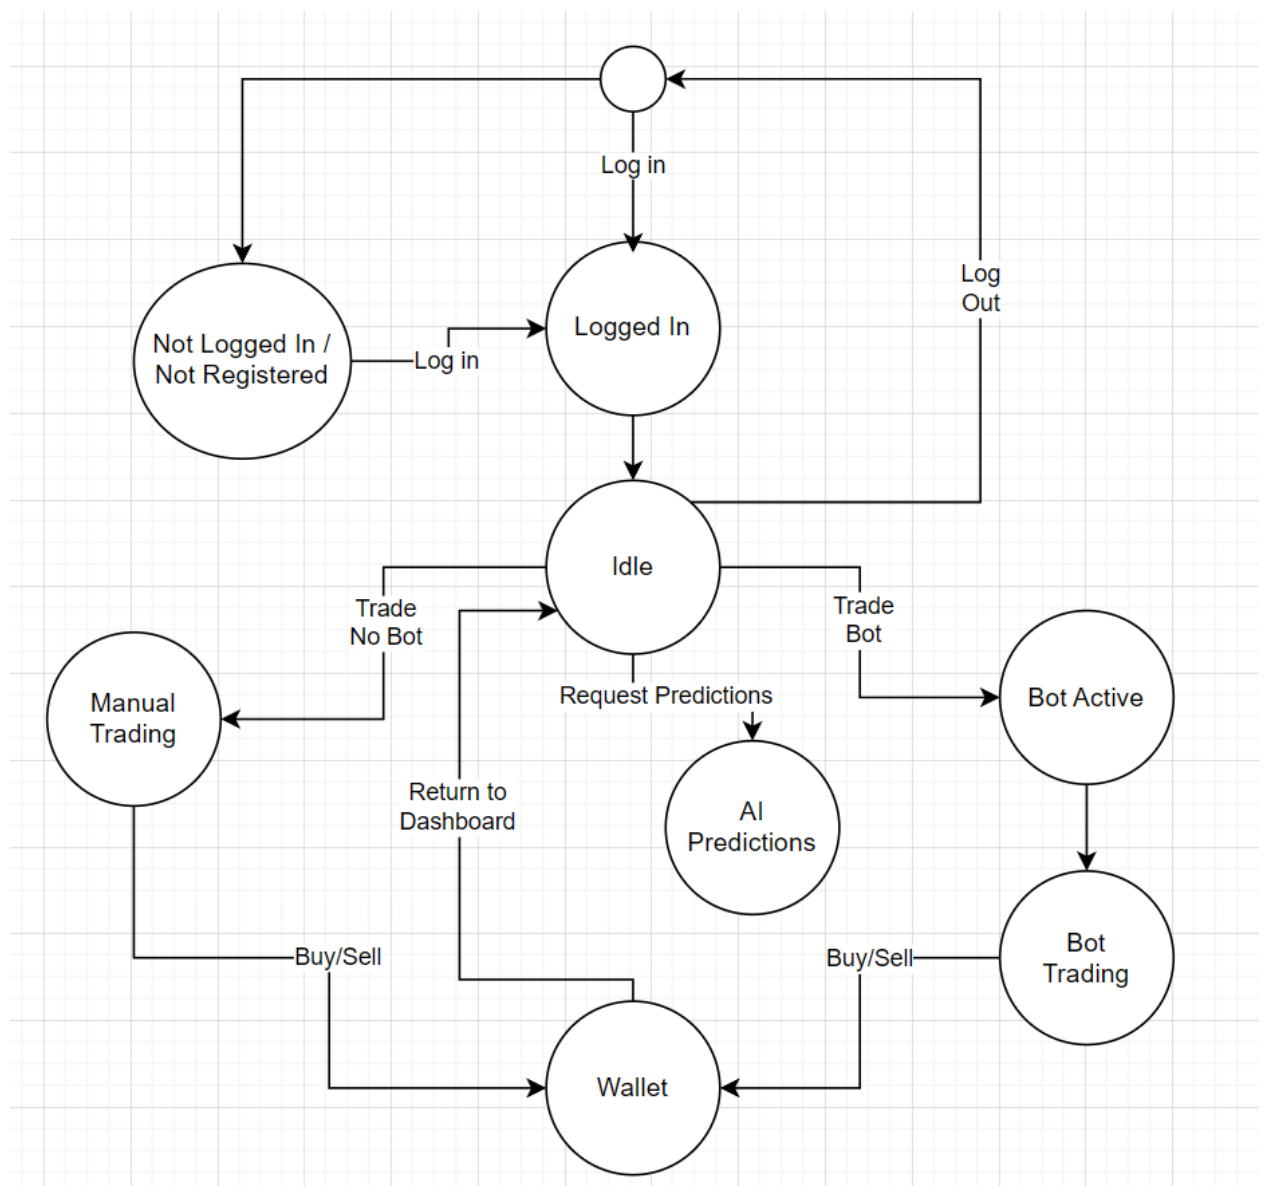 Log in
Log
Out
Not Logged In /
Not Registered
Log in
Logged In
Idle
Trade
No Bot
Trade
Bot
Manual
Trading
Request Predictions
Bot Active
Return to
Dashboard
AI
Predictions
Buy/Sell
Buy/Sell
Bot
Trading
Wallet